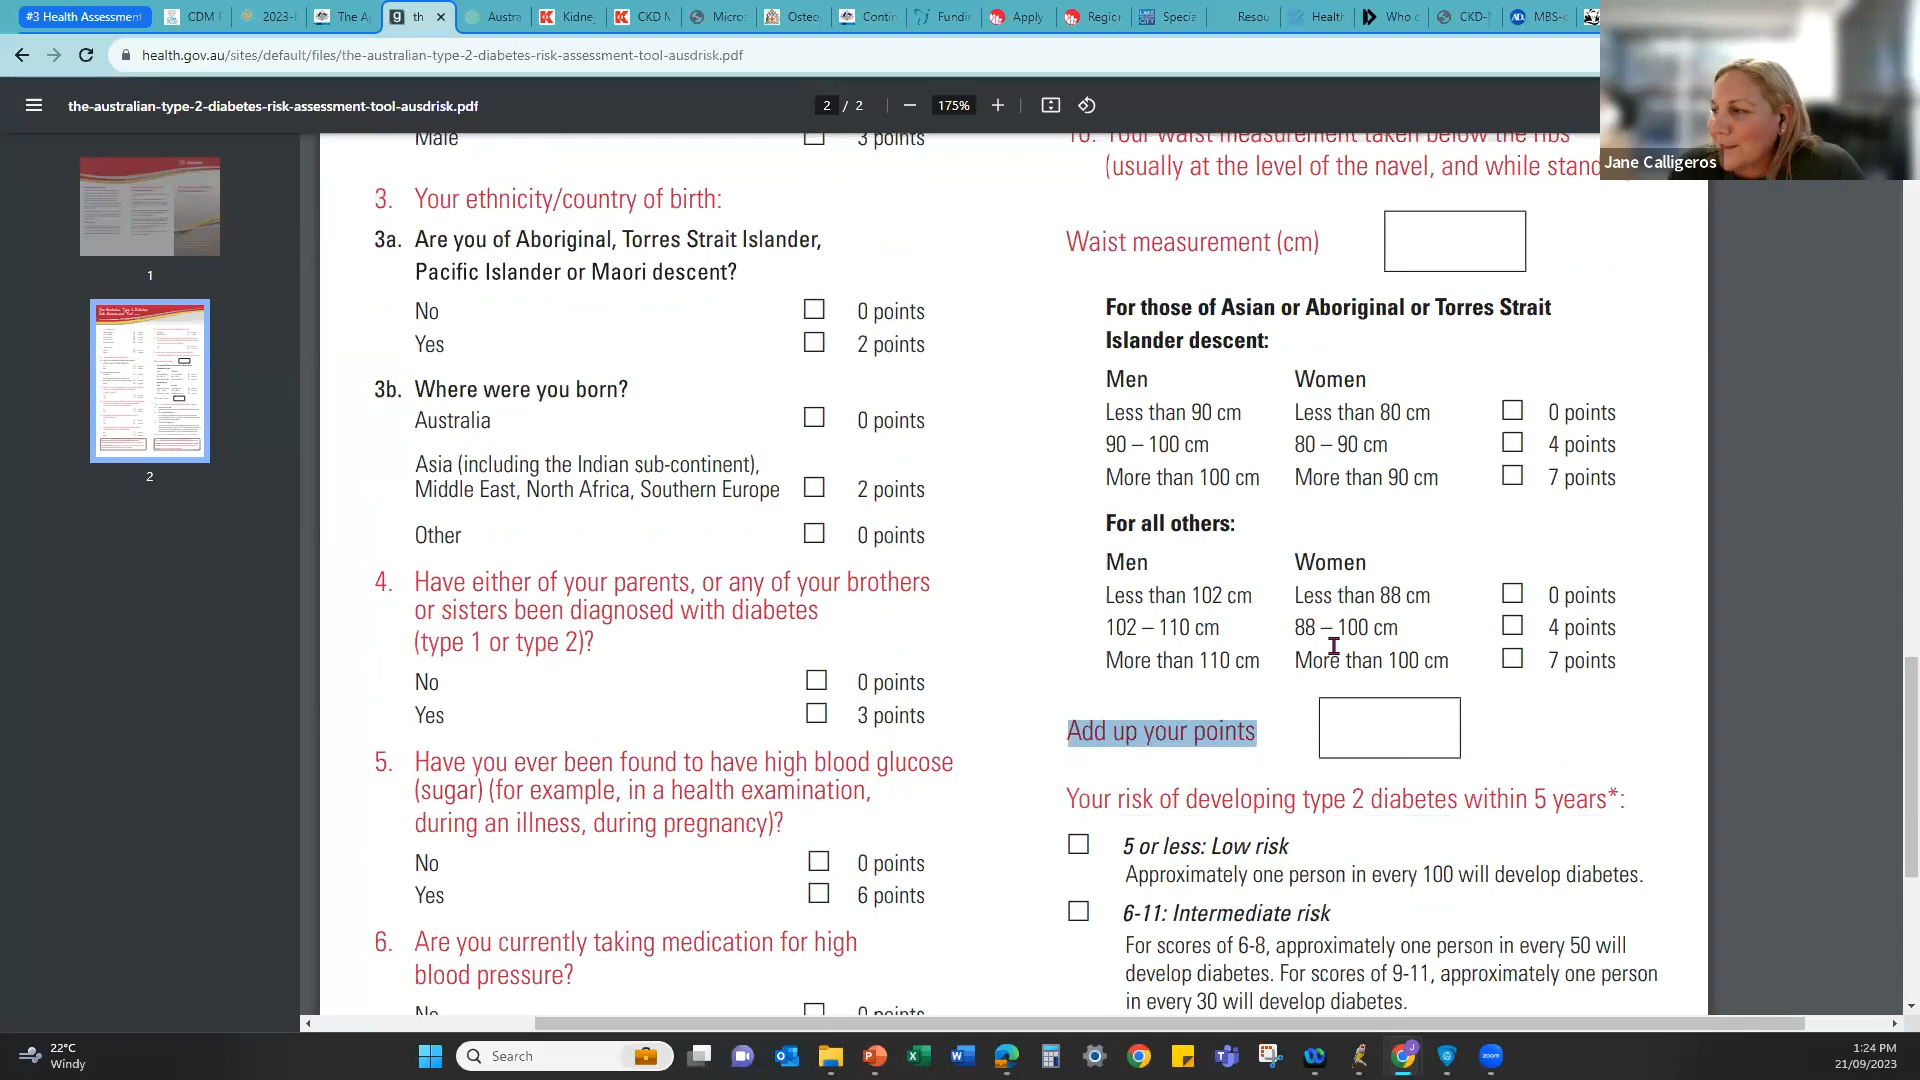 #3 Health Assessment
CDM
2023-
The A
th
Austra
Kidne
CKD M
Micro
Osteo
Contin
Fundi
Apply
Region
Specia
Resou
Health
Who c
CKD-
MBS-
health.gov.au/sites/default/files/the-australian-type-2-diabetes-risk-assessment-tool-ausdrisk.pdf
the-australian-type-2-diabetes-risk-assessment-tool-ausdrisk.pdf
2 / 2
175%
Jane Calligeros
1
2
Male 3 points
3. Your ethnicity/country of birth:
3a. Are you of Aboriginal, Torres Strait Islander,
Pacific Islander or Maori descent?
No 0 points
Yes 2 points
3b. Where were you born?
Australia 0 points
Asia (including the Indian sub-continent),
Middle East, North Africa, Southern Europe 2 points
Other 0 points
4. Have either of your parents, or any of your brothers
or sisters been diagnosed with diabetes
(type 1 or type 2)?
No 0 points
Yes 3 points
5. Have you ever been found to have high blood glucose
(sugar) (for example, in a health examination,
during an illness, during pregnancy)?
No 0 points
Yes 6 points
6. Are you currently taking medication for high
blood pressure?
No 0 points
10. Your waist measurement taken below the ribs
(usually at the level of the navel, and while stan
Waist measurement (cm)
For those of Asian or Aboriginal or Torres Strait
Islander descent:
Men Women
Less than 90 cm Less than 80 cm 0 points
90 – 100 cm 80 – 90 cm 4 points
More than 100 cm More than 90 cm 7 points
For all others:
Men Women
Less than 102 cm Less than 88 cm 0 points
102 – 110 cm 88 – 100 cm 4 points
More than 110 cm More than 100 cm 7 points
Add up your points
Your risk of developing type 2 diabetes within 5 years*:
5 or less: Low risk
Approximately one person in every 100 will develop diabetes.
6-11: Intermediate risk
For scores of 6-8, approximately one person in every 50 will
develop diabetes. For scores of 9-11, approximately one person
in every 30 will develop diabetes.
22°C
Windy
Search
zoom
1:24 PM
21/09/2023